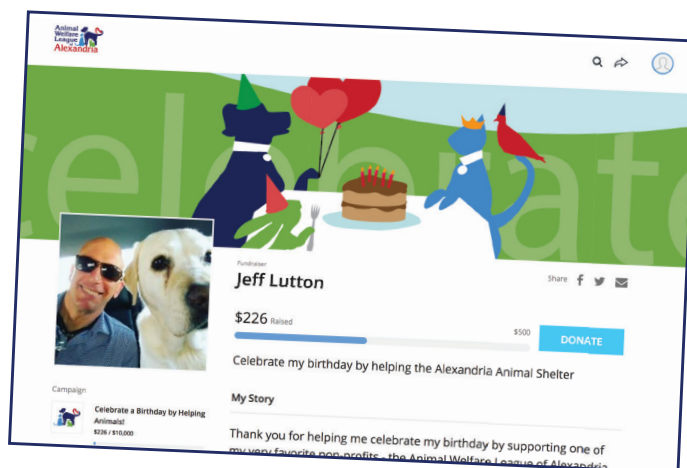 Animal
Welfare
League
of
Alexandria
celebrate
Fundraiser
Jeff Lutton
Share
$226 Raised
$500
DONATE
Celebrate my birthday by helping the Alexandria Animal Shelter
Campaign
Celebrate a Birthday by Helping
Animals!
$226 / $10,000
My Story
Thank you for helping me celebrate my birthday by supporting one of
my very favorite non-profits - the Animal Welfare League of Alexandria